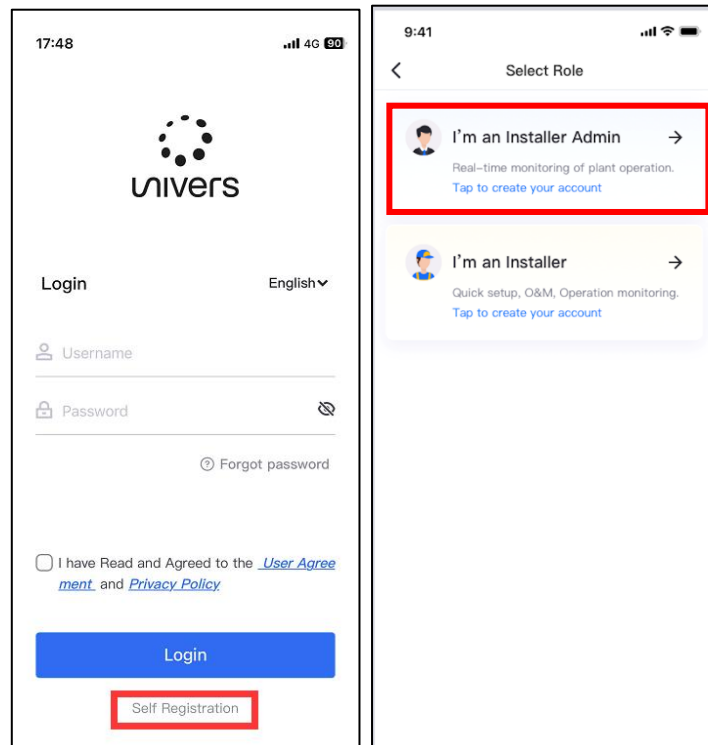 17:48
4G 90
univers
Login
English
Username
Password
Forgot password
I have Read and Agreed to the User Agree
ment and Privacy Policy
Login
Self Registration
9:41
Select Role
I'm an Installer Admin
Real-time monitoring of plant operation.
Tap to create your account
I'm an Installer
Quick setup, O&M, Operation monitoring.
Tap to create your account